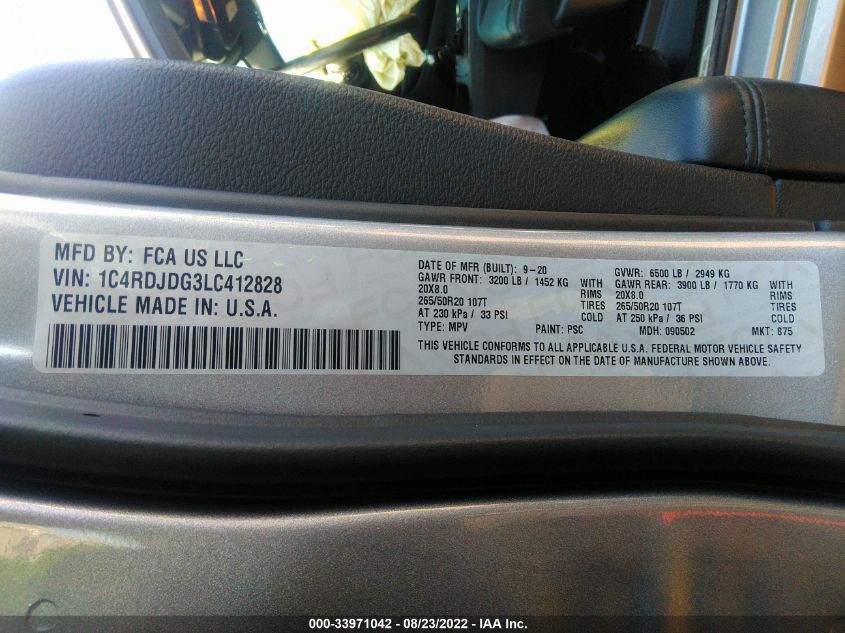 MFD BY: FCA US LLC
VIN: 1C4RDJDG3LC412828
VEHICLE MADE IN: U.S.A.
DATE OF MFR (BUILT): 9-20 GVWR: 6500 LB / 2949 KG
GAWR FRONT: 3200 LB / 1452 KG WITH GAWR REAR: 3900 LB / 1770 KG WITH
20X8.0 RIMS 20X8.0 RIMS
265/50R20 107T TIRES 265/50R20 107T TIRES
AT 230 kPa / 33 PSI COLD AT 250 kPa / 36 PSI COLD
TYPE: MPV PAINT: PSC MDH: 090502 MKT: 875
THIS VEHICLE CONFORMS TO ALL APPLICABLE U.S.A. FEDERAL MOTOR VEHICLE SAFETY
STANDARDS IN EFFECT ON THE DATE OF MANUFACTURE SHOWN ABOVE.
000-33971042 - 08/23/2022 - IAA Inc.